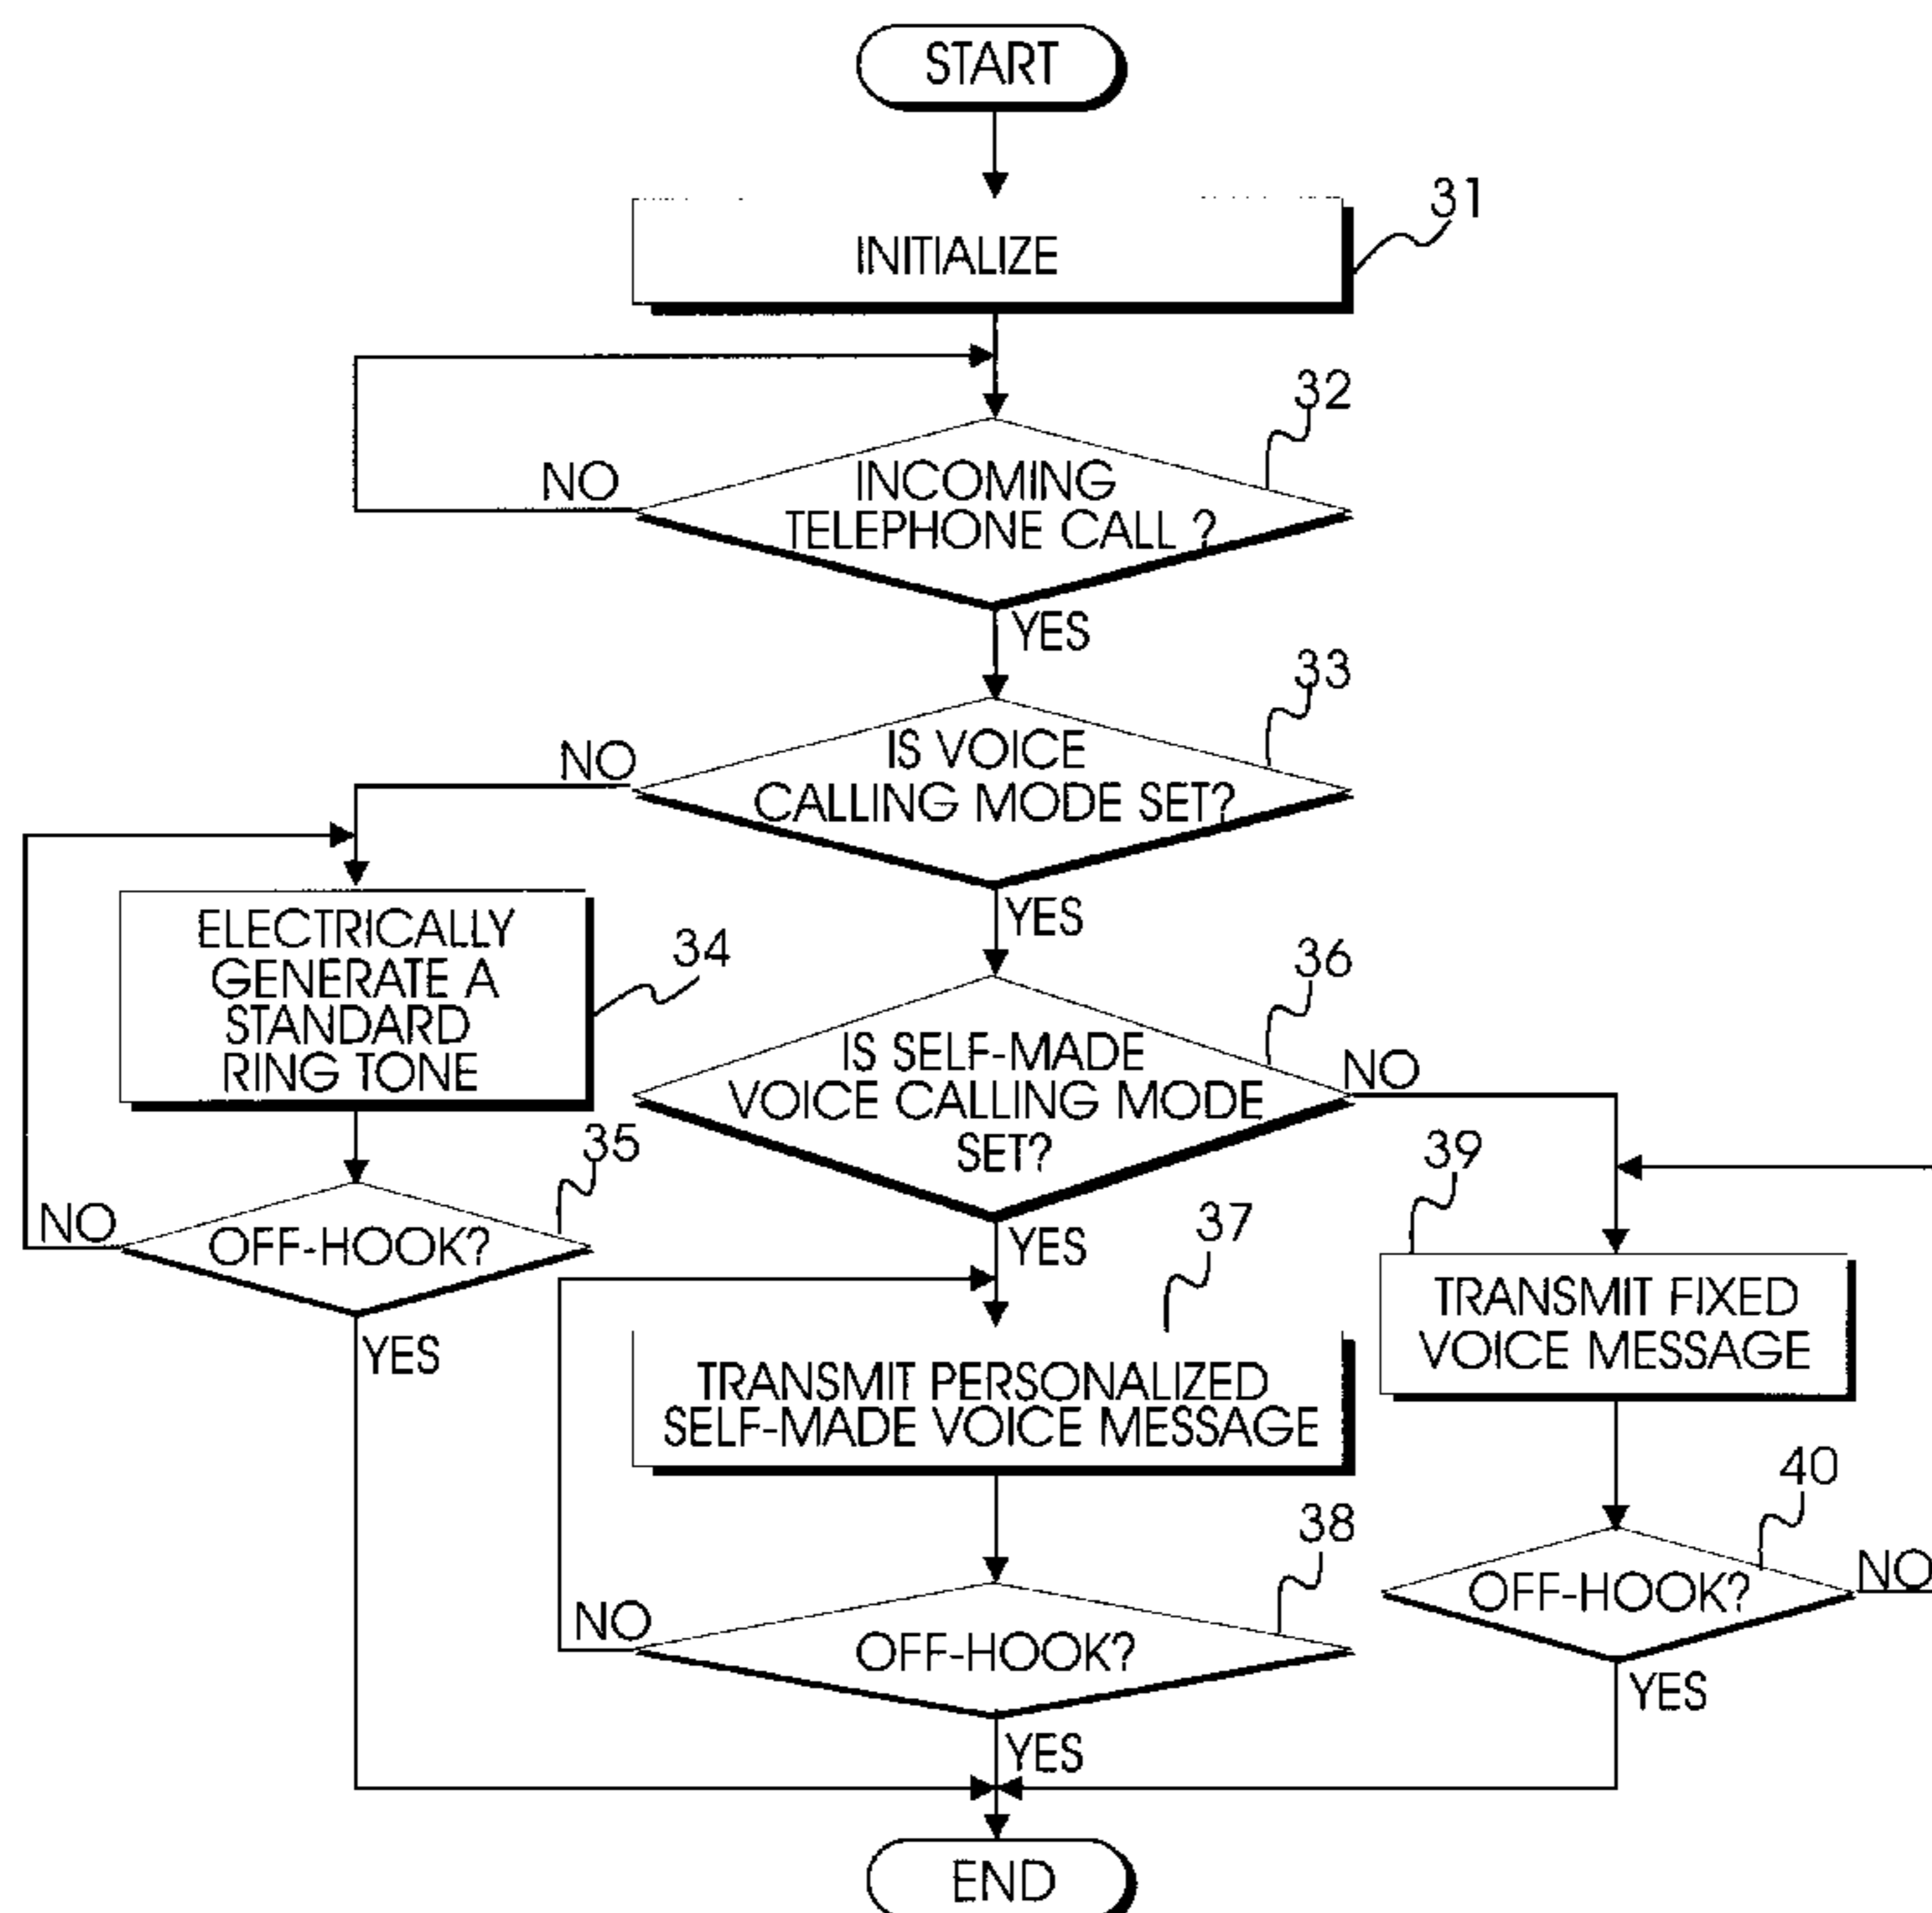 START
INITIALIZE
31
INCOMING
TELEPHONE CALL ?
32
NO
YES
IS VOICE
CALLING MODE SET?
33
NO
YES
ELECTRICALLY
GENERATE A
STANDARD
RING TONE
34
IS SELF-MADE
VOICE CALLING MODE
SET?
36
NO
YES
OFF-HOOK?
35
NO
YES
TRANSMIT PERSONALIZED
SELF-MADE VOICE MESSAGE
37
TRANSMIT FIXED
VOICE MESSAGE
39
OFF-HOOK?
38
NO
YES
OFF-HOOK?
40
NO
YES
END